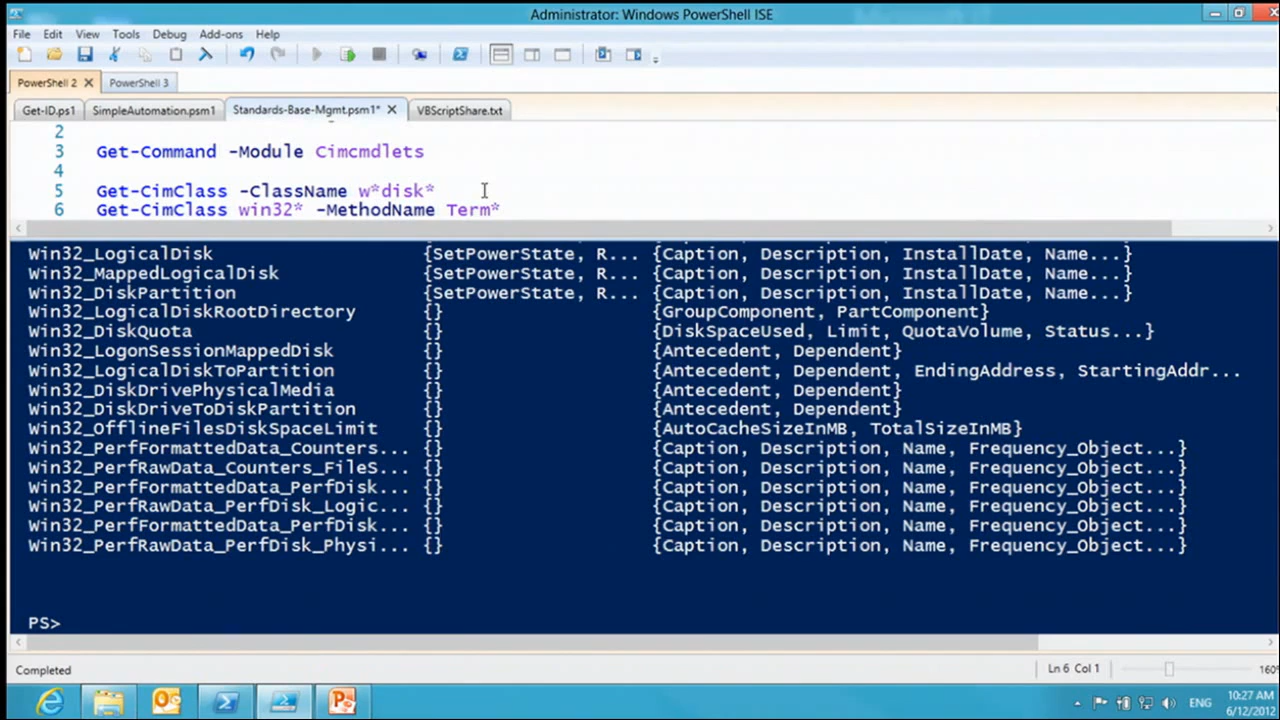 Administrator: Windows PowerShell ISE
File Edit View Tools Debug Add-ons Help
PowerShell 2 PowerShell 3
Get-ID.ps1 SimpleAutomation.psm1 Standards-Base-Mgmt.psm1* VBScriptShare.txt
2
3 Get-Command -Module Cimcmdlets
4
5 Get-CimClass -ClassName w*disk*
6 Get-CimClass win32* -MethodName Term*
Win32_LogicalDisk {SetPowerState, R... {Caption, Description, InstallDate, Name...}
Win32_MappedLogicalDisk {SetPowerState, R... {Caption, Description, InstallDate, Name...}
Win32_DiskPartition {SetPowerState, R... {Caption, Description, InstallDate, Name...}
Win32_LogicalDiskRootDirectory {} {GroupComponent, PartComponent}
Win32_DiskQuota {} {DiskSpaceUsed, Limit, QuotaVolume, Status...}
Win32_LogonSessionMappedDisk {} {Antecedent, Dependent}
Win32_LogicalDiskToPartition {} {Antecedent, Dependent, EndingAddress, StartingAddr...
Win32_DiskDrivePhysicalMedia {} {Antecedent, Dependent}
Win32_DiskDriveToDiskPartition {} {Antecedent, Dependent}
Win32_OfflineFilesDiskSpaceLimit {} {AutoCacheSizeInMB, TotalSizeInMB}
Win32_PerfFormattedData_Counters... {} {Caption, Description, Name, Frequency_Object...}
Win32_PerfRawData_Counters_FileS... {} {Caption, Description, Name, Frequency_Object...}
Win32_PerfFormattedData_PerfDisk... {} {Caption, Description, Name, Frequency_Object...}
Win32_PerfRawData_PerfDisk_Logic... {} {Caption, Description, Name, Frequency_Object...}
Win32_PerfFormattedData_PerfDisk... {} {Caption, Description, Name, Frequency_Object...}
Win32_PerfRawData_PerfDisk_Physi... {} {Caption, Description, Name, Frequency_Object...}
PS>
Completed Ln 6 Col 1 160%
ENG 10:27 AM
6/12/2012